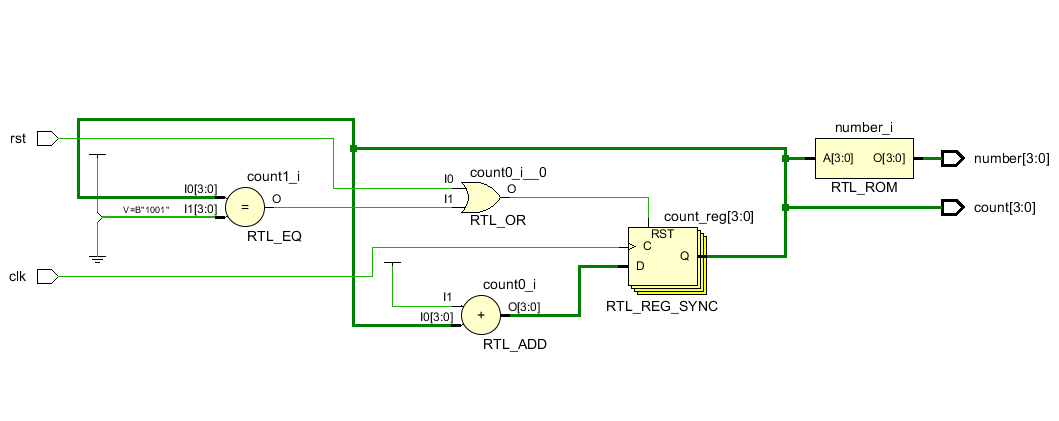 rst
V=B"1001"
I0[3:0]
I1[3:0]
count1_i
=
O
RTL_EQ
clk
count0_i__0
I0
I1
O
RTL_OR
count0_i
I1
I0[3:0]
+
O[3:0]
RTL_ADD
count_reg[3:0]
RST
C
D
Q
RTL_REG_SYNC
number_i
A[3:0]
O[3:0]
RTL_ROM
number[3:0]
count[3:0]